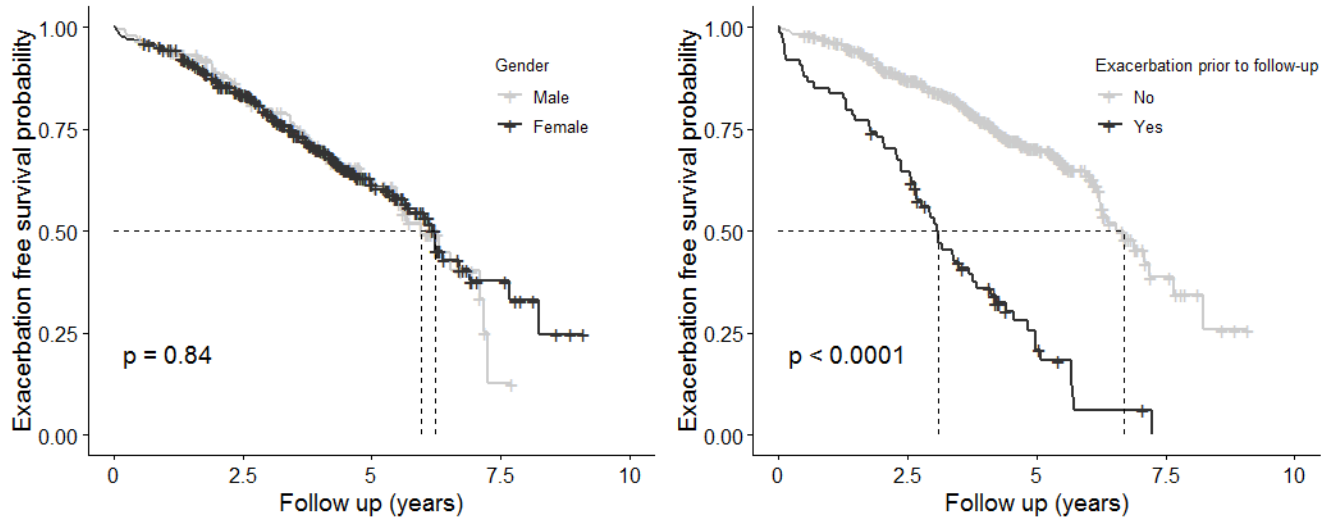 Exacerbation free survival probability
1.00
0.75
0.50
0.25
0.00
Gender
Male
Female
p = 0.84
0
2.5
5
7.5
10
Follow up (years)
Exacerbation free survival probability
1.00
0.75
0.50
0.25
0.00
Exacerbation prior to follow-up
No
Yes
p < 0.0001
0
2.5
5
7.5
10
Follow up (years)